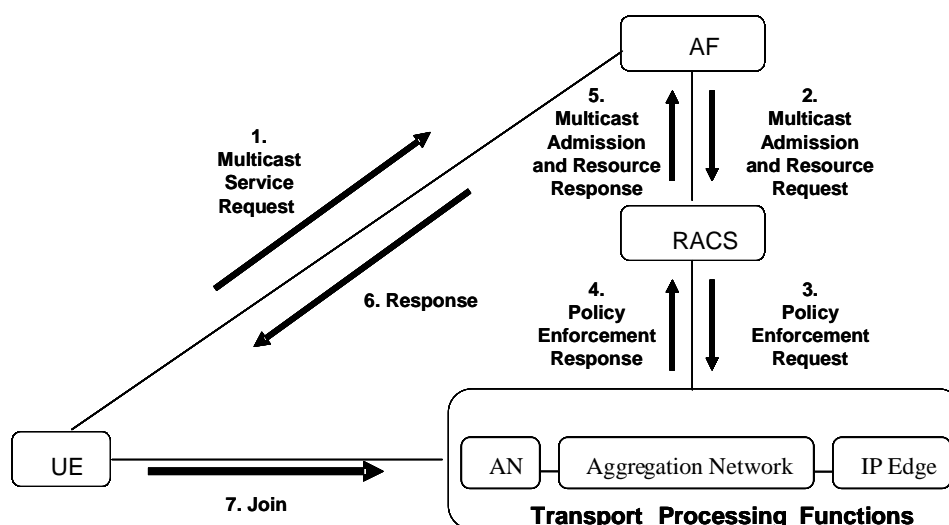 AF
1.
Multicast
Service
Request
5.
Multicast
Admission
and Resource
Response
2.
Multicast
Admission
and Resource
Request
RACS
6. Response
4.
Policy
Enforcement
Response
3.
Policy
Enforcement
Request
UE
7. Join
AN
Aggregation Network
IP Edge
Transport Processing Functions